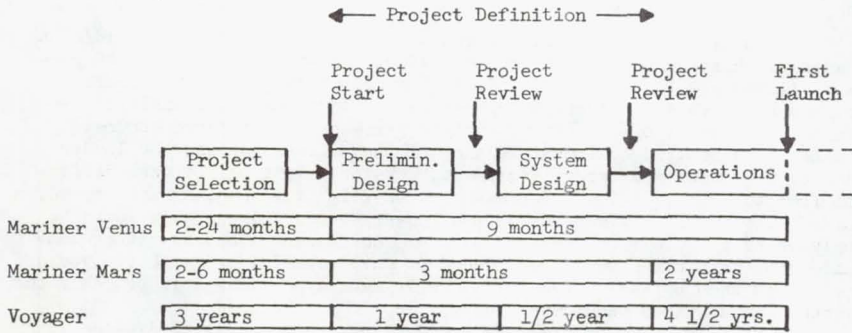 Project Definition
Project Start
Project Review
Project Review
First Launch
Project Selection
Prelimin. Design
System Design
Operations
Mariner Venus 2-24 months 9 months
Mariner Mars 2-6 months 3 months 2 years
Voyager 3 years 1 year 1/2 year 4 1/2 yrs.